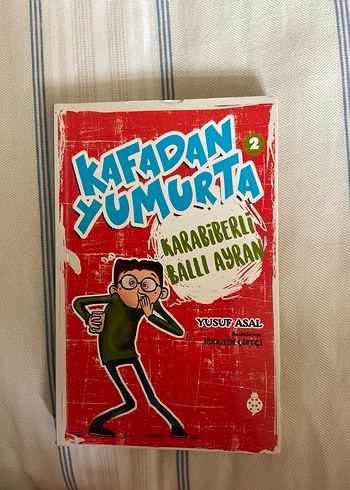 KAFADAN
YUMURTA
2
KARABİBERLİ
BALLI AYRAN
YUSUF ASAL
Resimleyen:
İBRAHİM ÇİFTÇİ